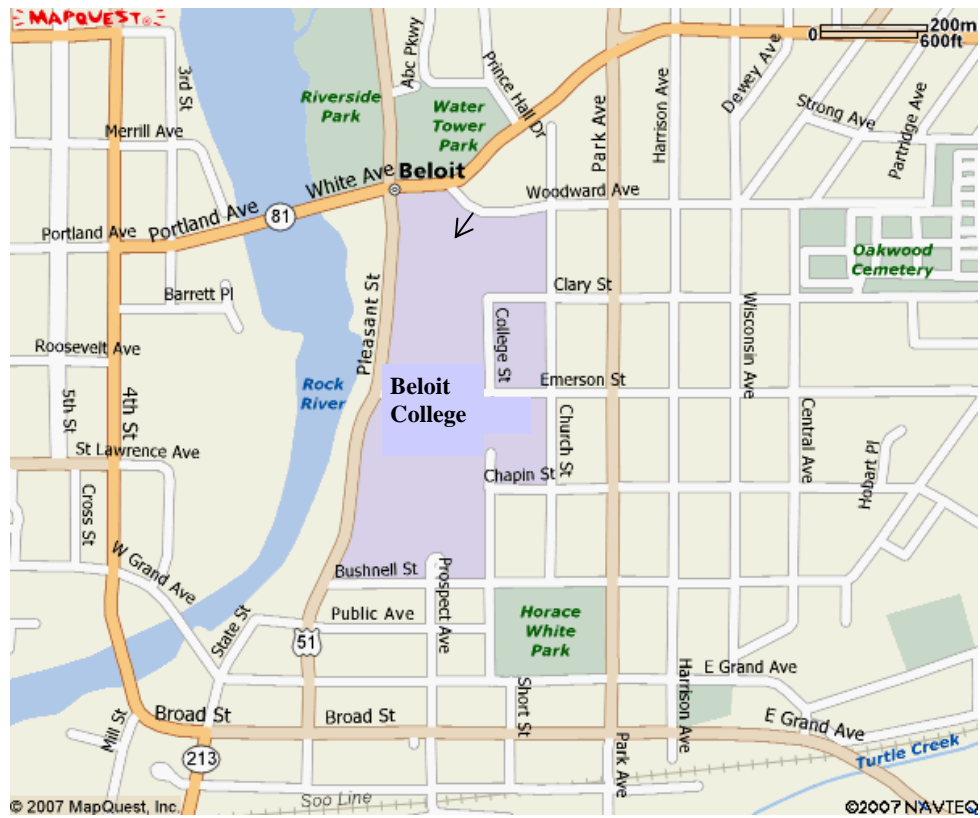 MAPQUEST
0 200m
600ft
3rd St
Abc Pkwy
Prince Hall Dr
Park Ave
Harrison Ave
Dewey Ave
Strong Ave
Partridge Ave
Riverside
Park
Water
Tower
Park
Merrill Ave
White Ave
Beloit
Woodward Ave
Portland Ave
Portland Ave
81
Oakwood
Cemetery
Barrett Pl
Pleasant St
Clary St
College St
Wisconsin Ave
Roosevelt Ave
5th St
4th St
Rock
River
Beloit
College
Emerson St
Church St
Central Ave
Hobart Pl
St Lawrence Ave
Chapin St
Cross St
W Grand Ave
Bushnell St
Prospect Ave
Public Ave
State St
51
Horace
White
Park
E Grand Ave
Harrison Ave
Short St
Mill St
Broad St
Broad St
Park Ave
E Grand Ave
213
Turtle Creek
Soo Line
© 2007 MapQuest, Inc.
©2007 NAVTEQ